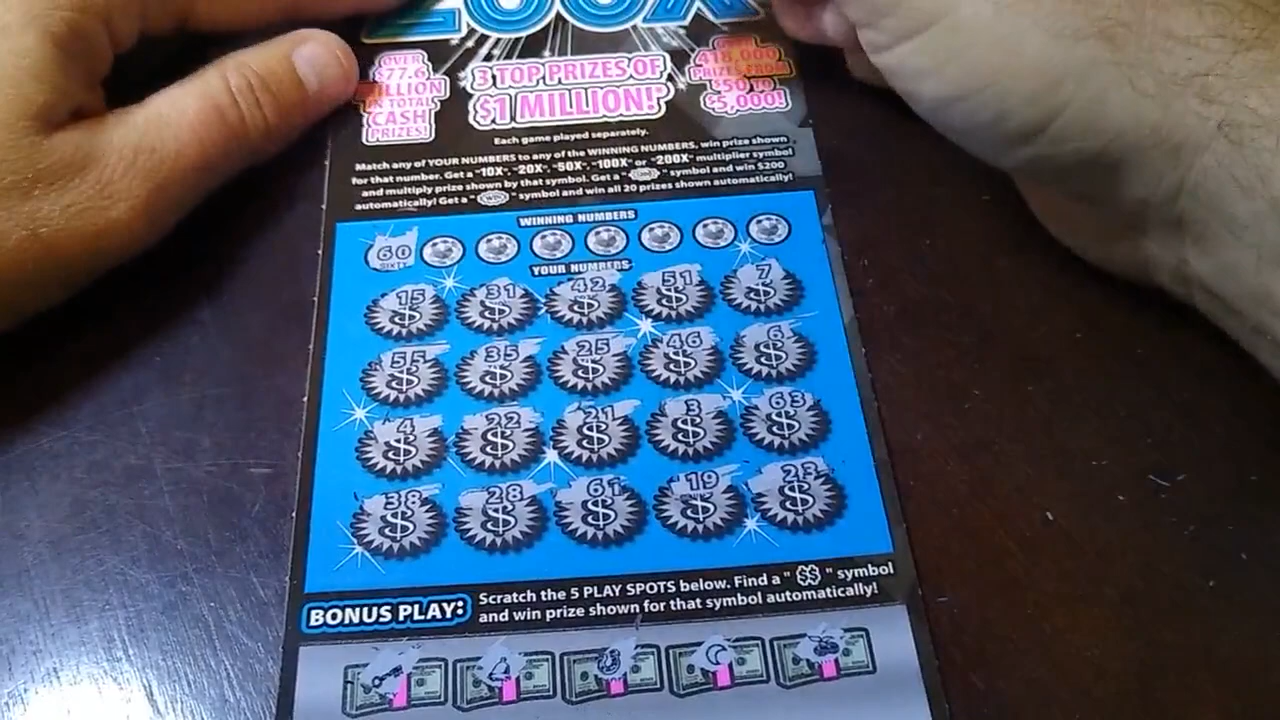 200X
OVER
$77.6
MILLION
IN TOTAL
CASH
PRIZES!
3 TOP PRIZES OF
$1 MILLION!*
OVER
418,000
PRIZES FROM
$50 TO
$5,000!
Each game played separately.
Match any of YOUR NUMBERS to any of the WINNING NUMBERS, win prize shown
for that number. Get a "10X", "20X", "50X", "100X" or "200X" multiplier symbol
and multiply prize shown by that symbol. Get a " " symbol and win $200
automatically! Get a " " symbol and win all 20 prizes shown automatically!
WINNING NUMBERS
60
YOUR NUMBERS
15 31 42 51 7
$ $ $ $ $
55 35 25 46 6
$ $ $ $ $
4 22 21 3 63
$ $ $ $ $
38 28 61 19 23
$ $ $ $ $
BONUS PLAY:
Scratch the 5 PLAY SPOTS below. Find a " $$ " symbol
and win prize shown for that symbol automatically!